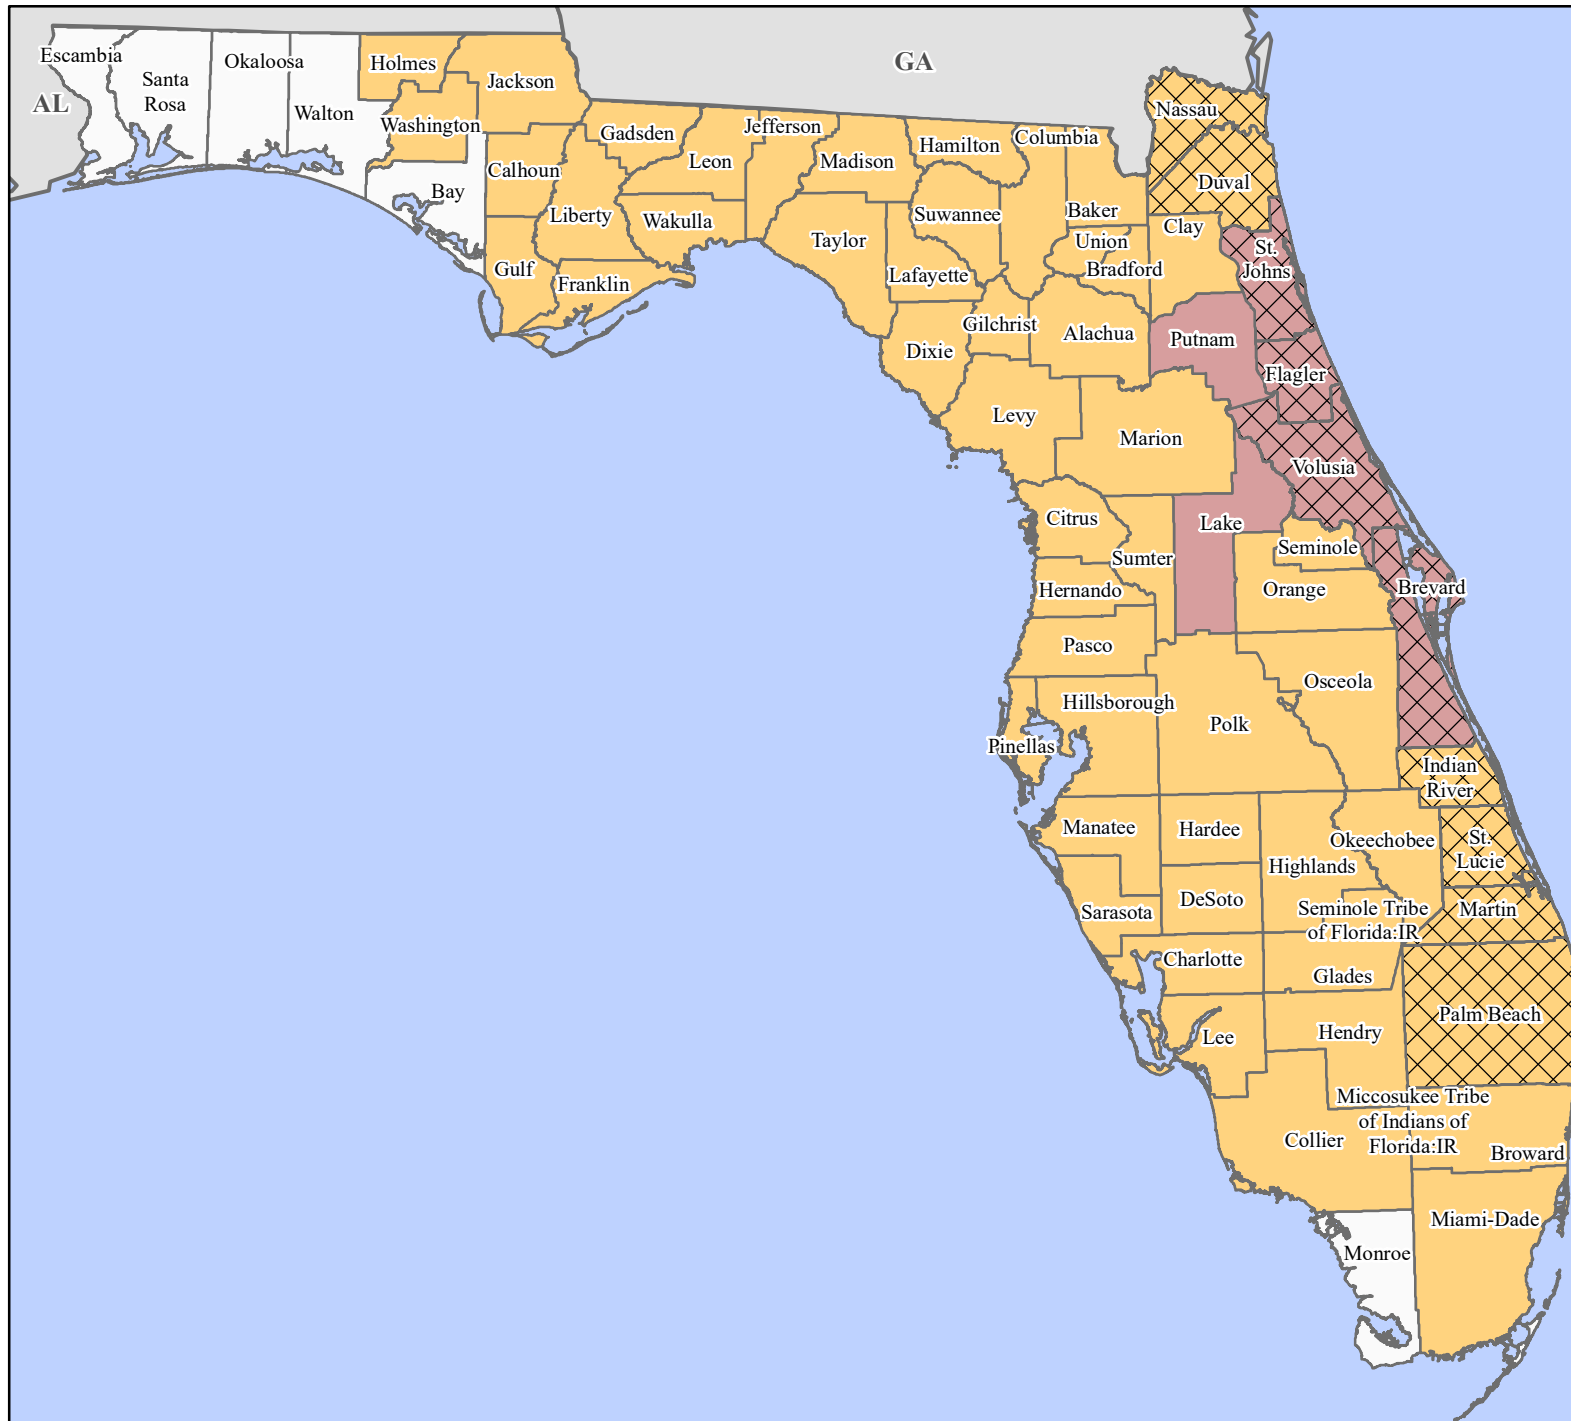 Escambia
Santa
Rosa
Okaloosa
Walton
Holmes
Jackson
Washington
Bay
Calhoun
Gulf
Liberty
Franklin
Gadsden
Leon
Wakulla
Jefferson
Madison
Taylor
Hamilton
Suwannee
Lafayette
Dixie
Columbia
Gilchrist
Baker
Union
Bradford
Alachua
Levy
Marion
Nassau
Duval
Clay
St.
Johns
Putnam
Flagler
Volusia
Citrus
Sumter
Lake
Seminole
Orange
Brevard
Hernando
Pasco
Hillsborough
Pinellas
Polk
Osceola
Indian
River
Manatee
Hardee
Highlands
Okeechobee
St.
Lucie
Sarasota
DeSoto
Seminole Tribe
of Florida:IR
Martin
Charlotte
Glades
Palm Beach
Lee
Hendry
Miccosukee Tribe
of Indians of
Florida:IR
Collier
Broward
Miami-Dade
Monroe
AL
GA